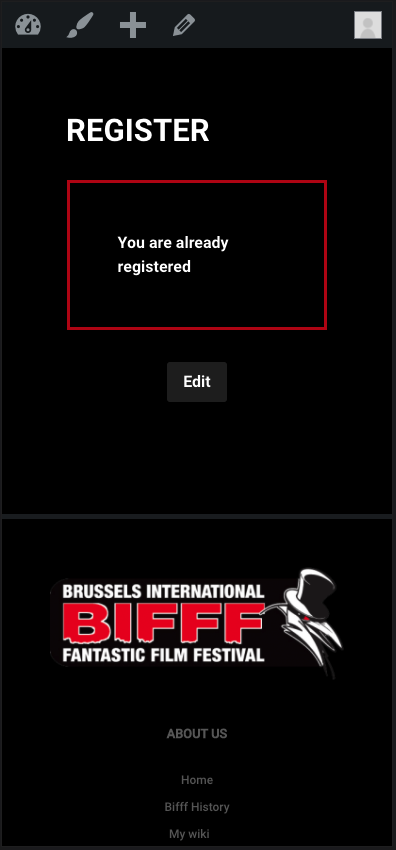 REGISTER
You are already
registered
Edit
BRUSSELS INTERNATIONAL
BIFFF
FANTASTIC FILM FESTIVAL
ABOUT US
Home
Bifff History
My wiki